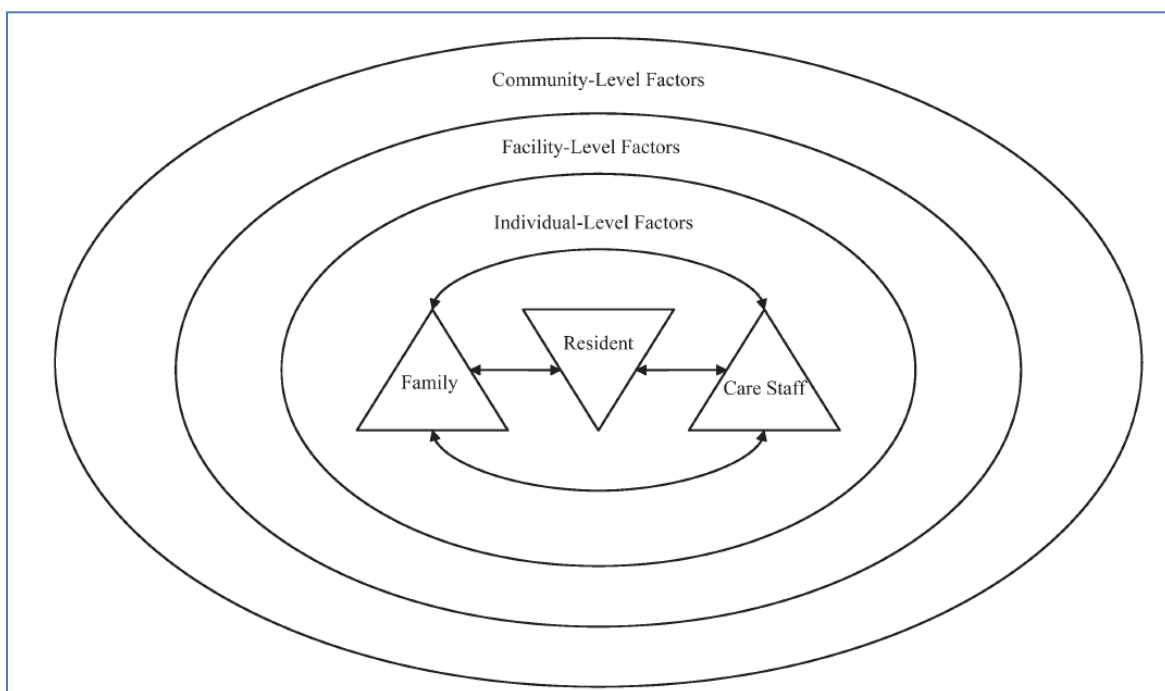 Community-Level Factors
Facility-Level Factors
Individual-Level Factors
Resident
Family
Care Staff